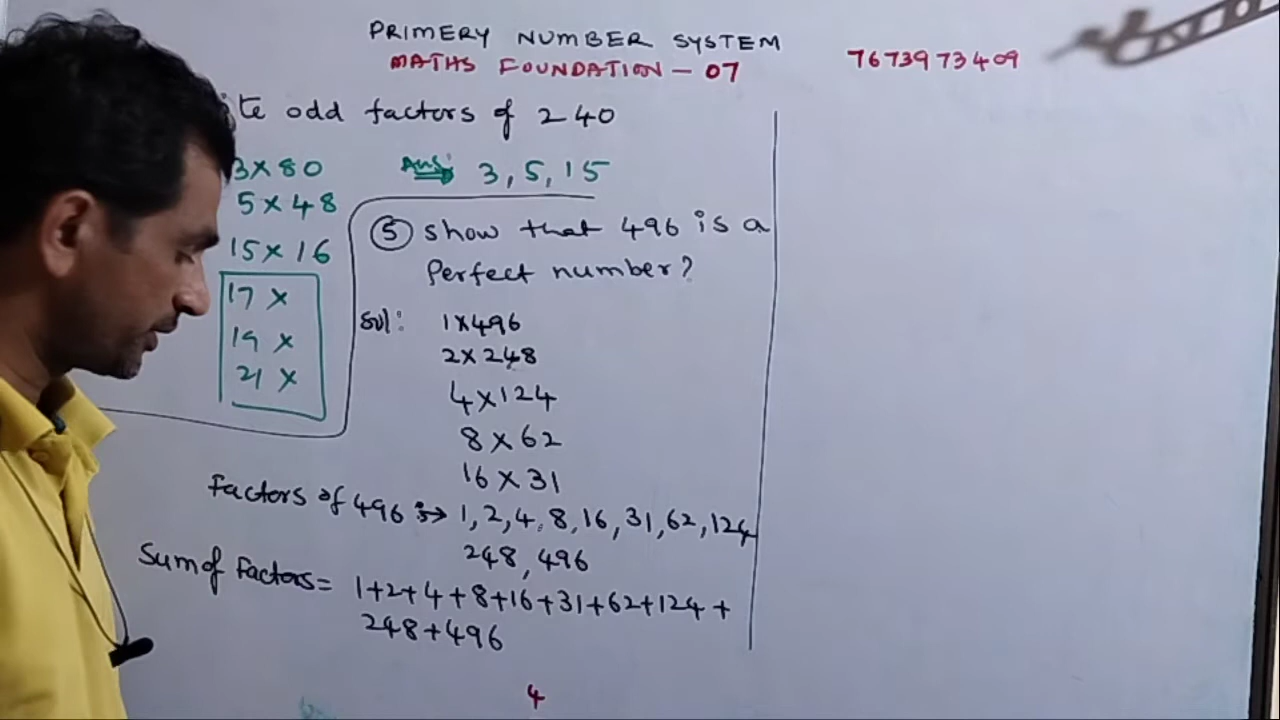 PRIMERY NUMBER SYSTEM
MATHS FOUNDATION - 07
7673973409
ite odd factors of 240
3x80
Ans: 3, 5, 15
5x48
15x16
17 x
19 x
21 x
5 show that 496 is a
Perfect number?
Sol: 1x496
2x248
4x124
8x62
16x31
Factors of 496 is → 1, 2, 4, 8, 16, 31, 62, 124
248, 496
Sum of Factors = 1+2+4+8+16+31+62+124+
248+496
4